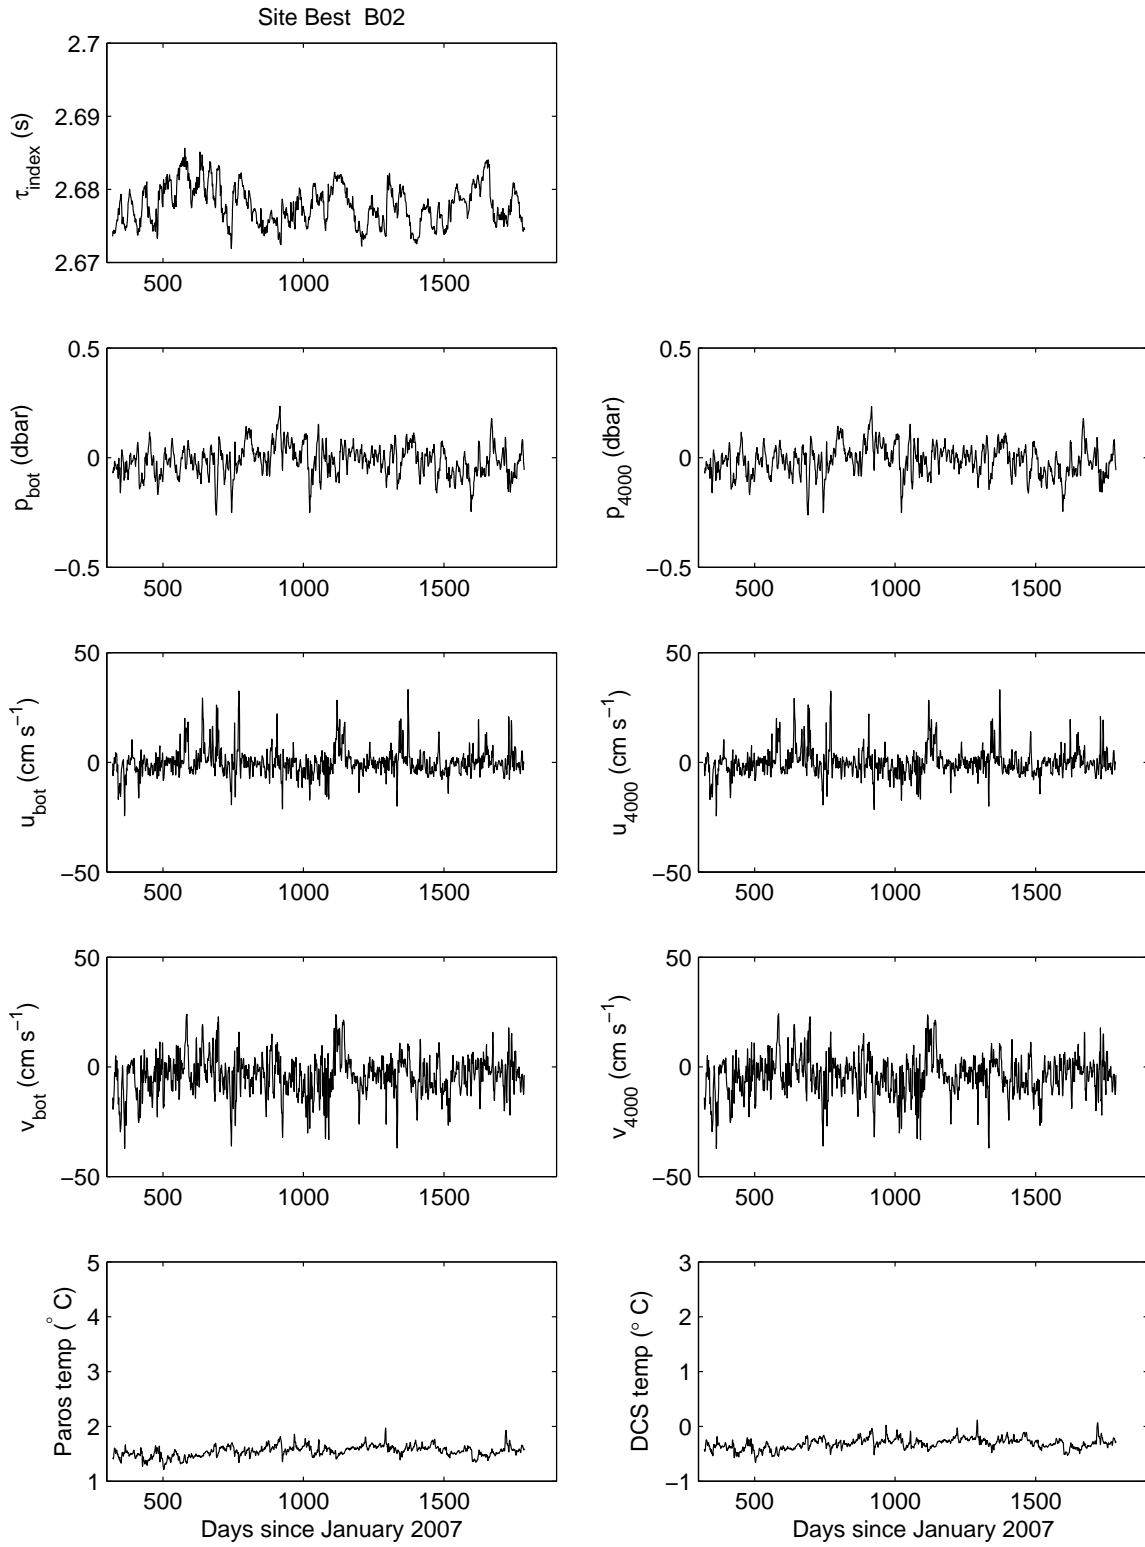 Site Best B02
2.7
2.69
2.68
2.67
τindex (s)
500 1000 1500
0.5
0
−0.5
pbot (dbar)
500 1000 1500
0.5
0
−0.5
p4000 (dbar)
500 1000 1500
50
0
−50
ubot (cm s−1)
500 1000 1500
50
0
−50
u4000 (cm s−1)
500 1000 1500
50
0
−50
vbot (cm s−1)
500 1000 1500
50
0
−50
v4000 (cm s−1)
500 1000 1500
5
4
3
2
1
Paros temp (° C)
500 1000 1500
Days since January 2007
3
2
1
0
−1
DCS temp (° C)
500 1000 1500
Days since January 2007